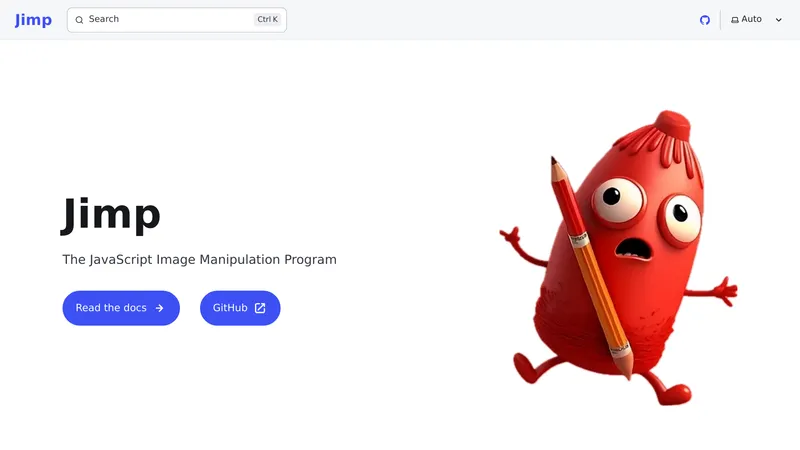 Jimp
Search
Ctrl K
Auto
Jimp
The JavaScript Image Manipulation Program
Read the docs
GitHub